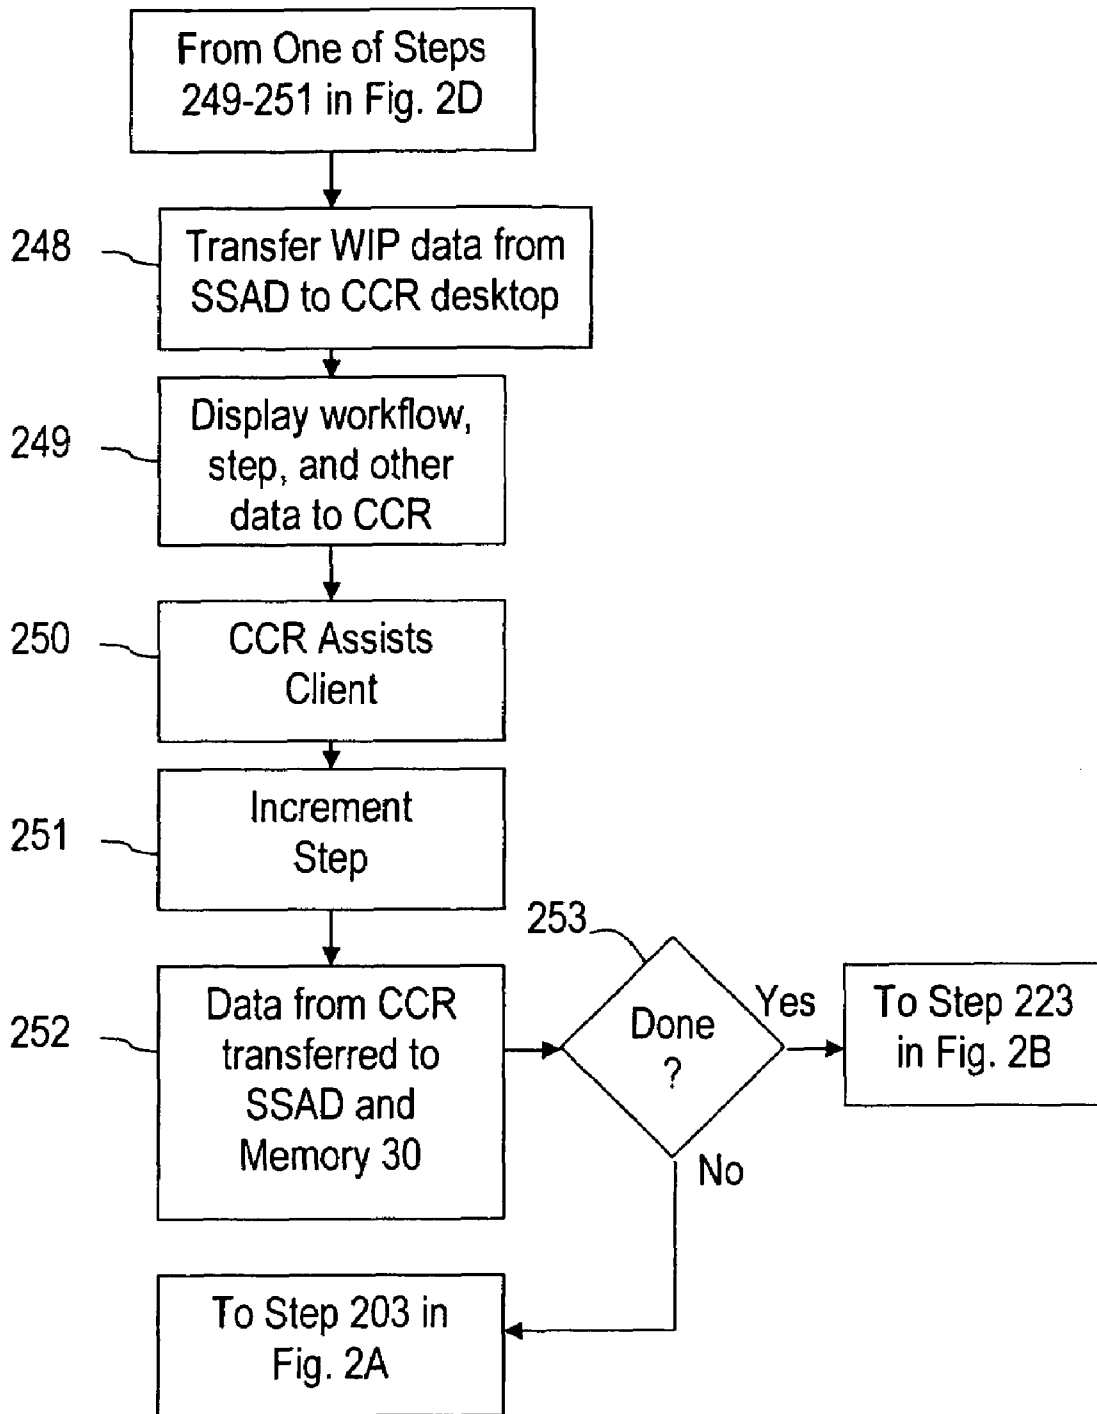 From One of Steps
249-251 in Fig. 2D
248
Transfer WIP data from
SSAD to CCR desktop
249
Display workflow,
step, and other
data to CCR
250
CCR Assists
Client
251
Increment
Step
252
Data from CCR
transferred to
SSAD and
Memory 30
253
Done
?
Yes
To Step 223
in Fig. 2B
No
To Step 203 in
Fig. 2A